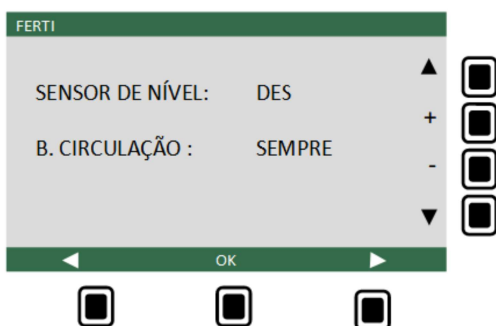 FERTI
SENSOR DE NÍVEL: DES
+
B. CIRCULAÇÃO : SEMPRE
-
OK